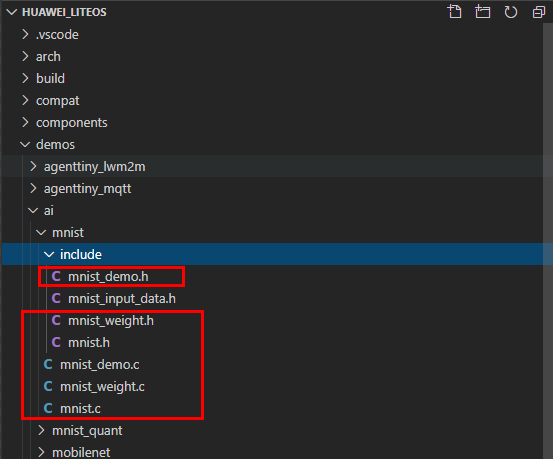 HUAWEI_LITEOS
.vscode
arch
build
compat
components
demos
agenttiny_lwm2m
agenttiny_mqtt
ai
mnist
include
C mnist_demo.h
C mnist_input_data.h
C mnist_weight.h
C mnist.h
C mnist_demo.c
C mnist_weight.c
C mnist.c
mnist_quant
mobilenet